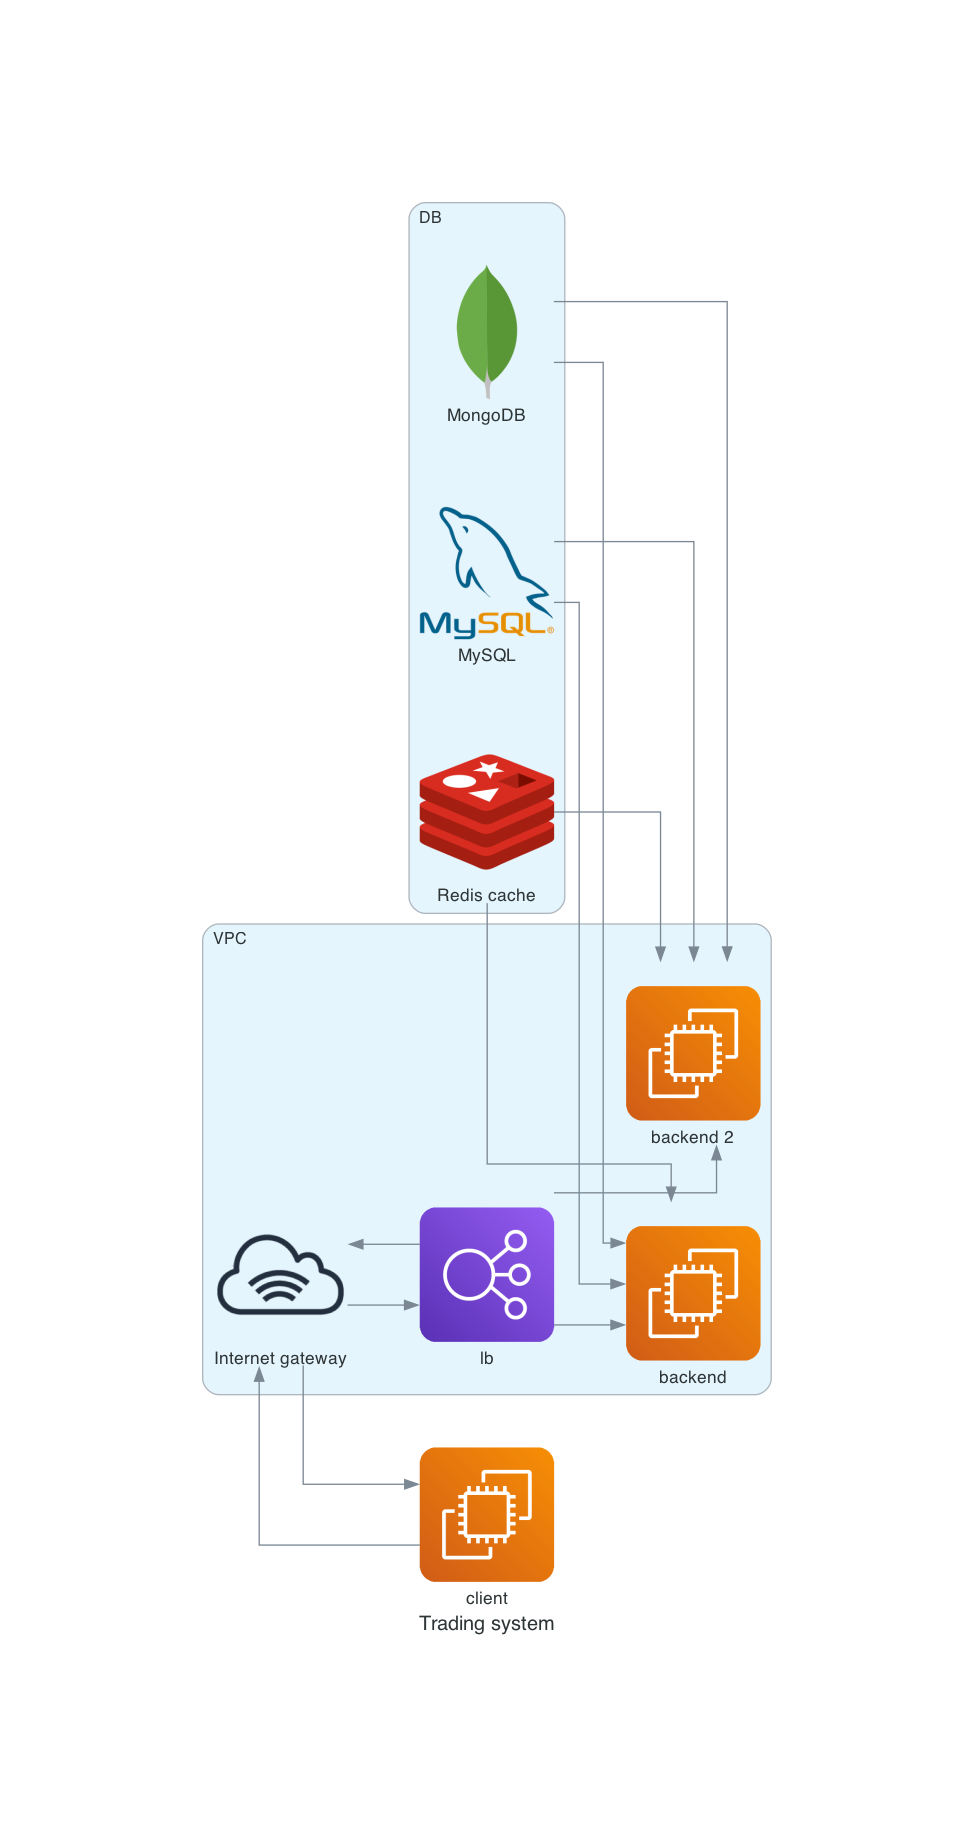 DB
MongoDB
MySQL®
MySQL
Redis cache
VPC
backend 2
Internet gateway
lb
backend
client
Trading system